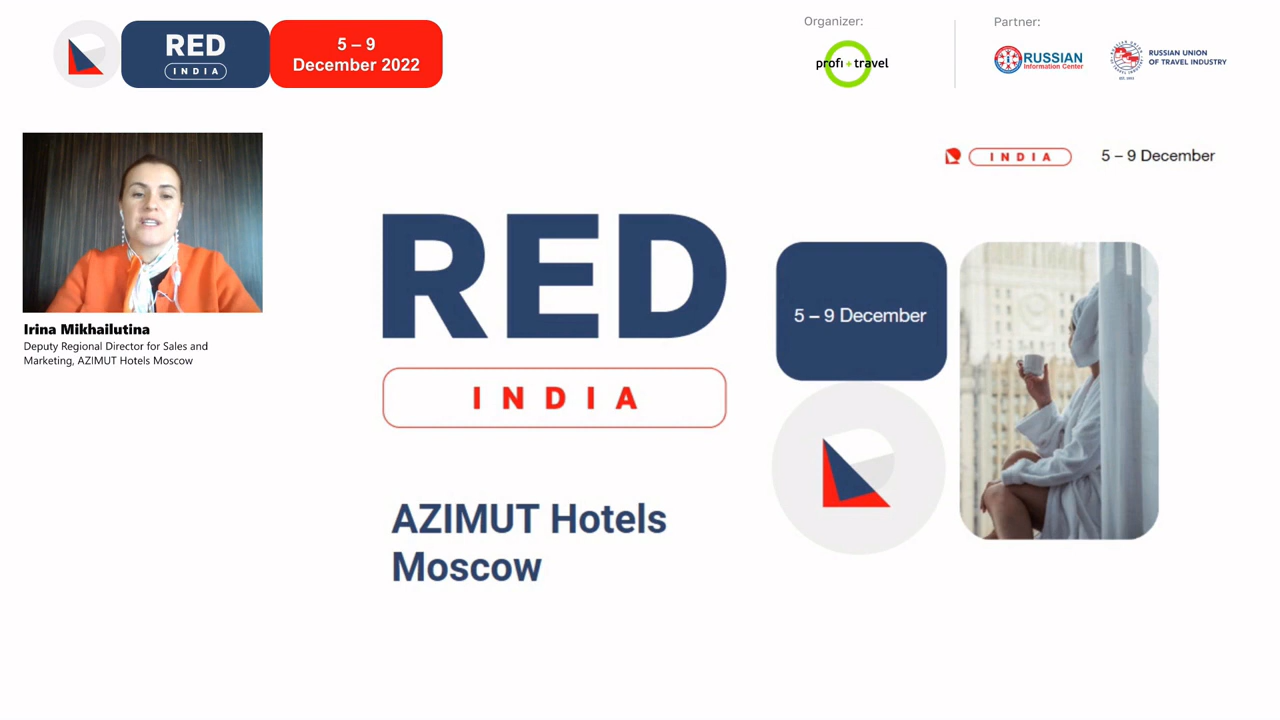 RED
INDIA
5 – 9
December 2022
Organizer:
profi + travel
Partner:
RUSSIAN
Information Center
RUSSIAN UNION
OF TRAVEL INDUSTRY
INDIA
5 – 9 December
Irina Mikhailutina
Deputy Regional Director for Sales and
Marketing, AZIMUT Hotels Moscow
RED
INDIA
5 – 9 December
AZIMUT Hotels
Moscow